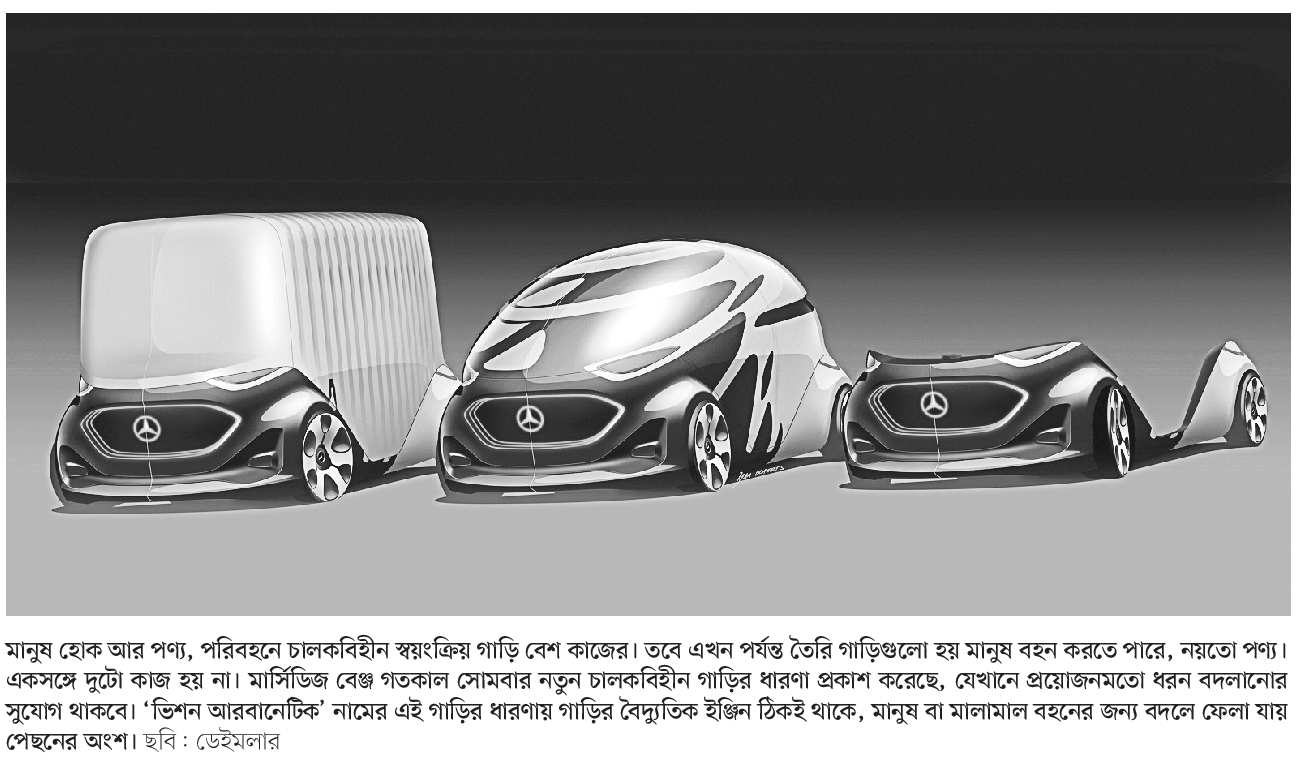 মানুষ হোক আর পণ্য, পরিবহনে চালকবিহীন স্বয়ংক্রিয় গাড়ি বেশ কাজের। তবে এখন পর্যন্ত তৈরি গাড়িগুলো হয় মানুষ বহন করতে পারে, নয়তো পণ্য।
একসঙ্গে দুটো কাজ হয় না। মার্সিডিজ বেঞ্জ গতকাল সোমবার নতুন চালকবিহীন গাড়ির ধারণা প্রকাশ করেছে, যেখানে প্রয়োজনমতো ধরন বদলানোর
সুযোগ থাকবে। ‘ভিশন আরবানেটিক’ নামের এই গাড়ির ধারণায় গাড়ির বৈদ্যুতিক ইঞ্জিন ঠিকই থাকে, মানুষ বা মালামাল বহনের জন্য বদলে ফেলা যায়
পেছনের অংশ। ছবি : ডেইমলার